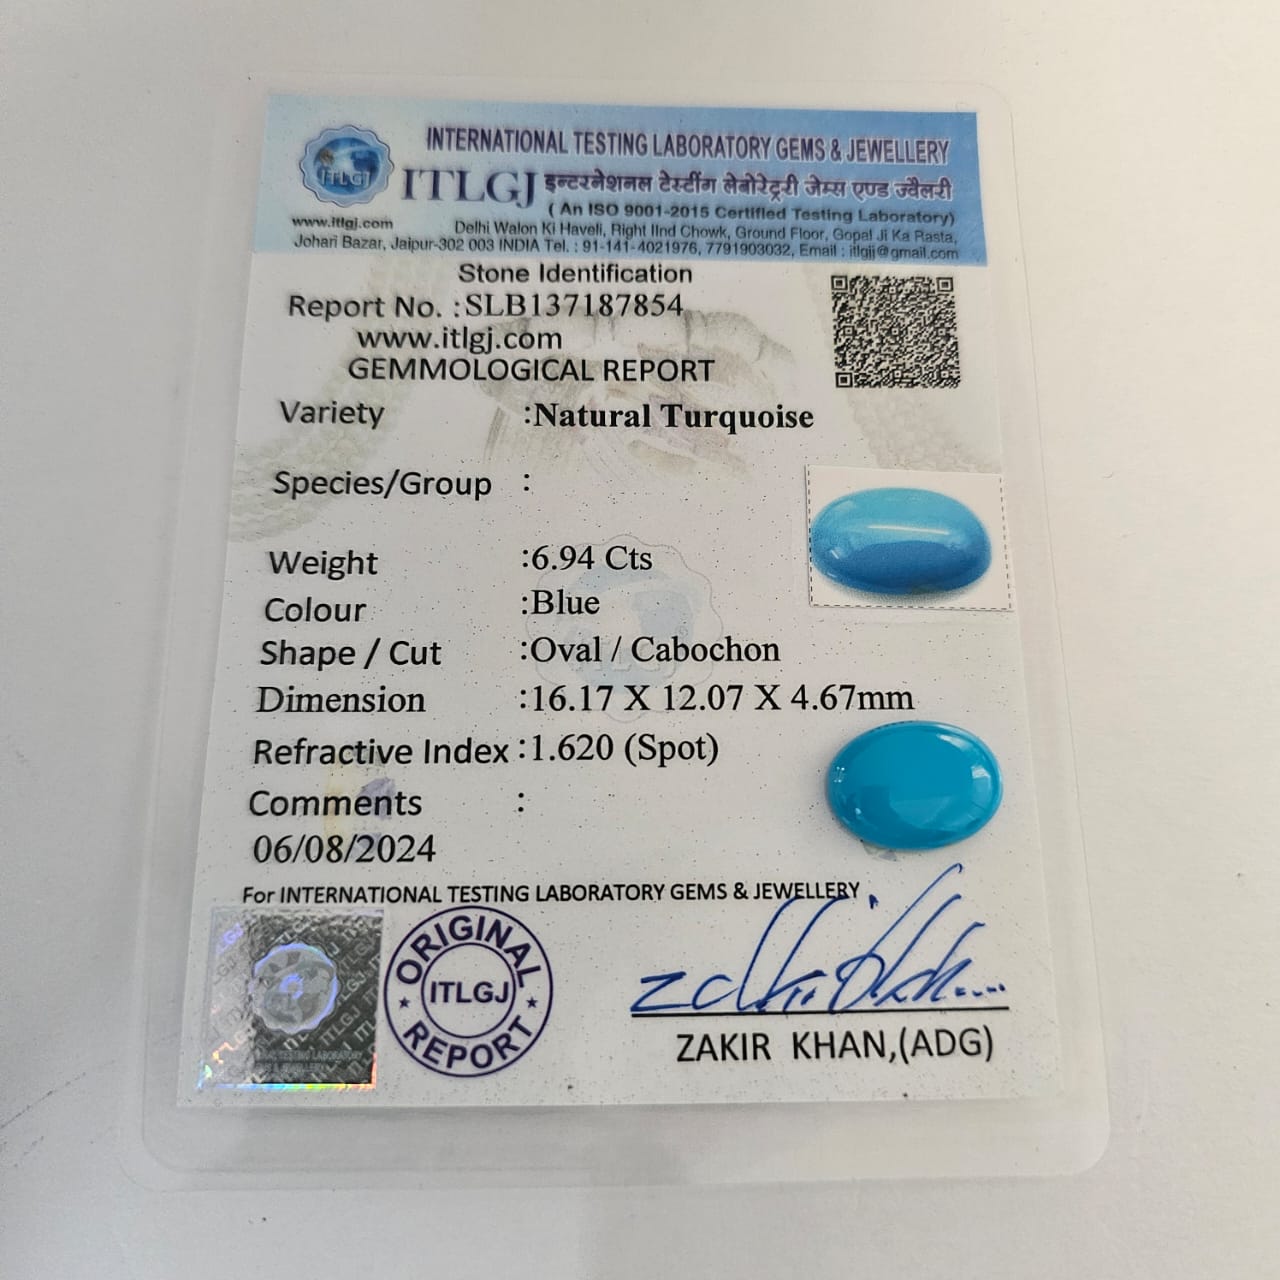 INTERNATIONAL TESTING LABORATORY GEMS & JEWELLERY
ITLGJ
ITLGJ इन्टरनेशनल टेस्टींग लेबोरेट्ररी जेम्स एण्ड ज्वैलरी
( An ISO 9001-2015 Certified Testing Laboratory)
www.itlgj.com Delhi Walon Ki Haveli, Right IInd Chowk, Ground Floor, Gopal Ji Ka Rasta,
Johari Bazar, Jaipur-302 003 INDIA Tel. : 91-141-4021976, 7791903032, Email : itlgjj@gmail.com
Stone Identification
Report No. :SLB137187854
www.itlgj.com
GEMMOLOGICAL REPORT
Variety :Natural Turquoise
Species/Group :
Weight :6.94 Cts
Colour :Blue
Shape / Cut :Oval / Cabochon
Dimension :16.17 X 12.07 X 4.67mm
Refractive Index :1.620 (Spot)
Comments :
06/08/2024
For INTERNATIONAL TESTING LABORATORY GEMS & JEWELLERY
ORIGINAL
ITLGJ
REPORT
ZAKIR KHAN,(ADG)